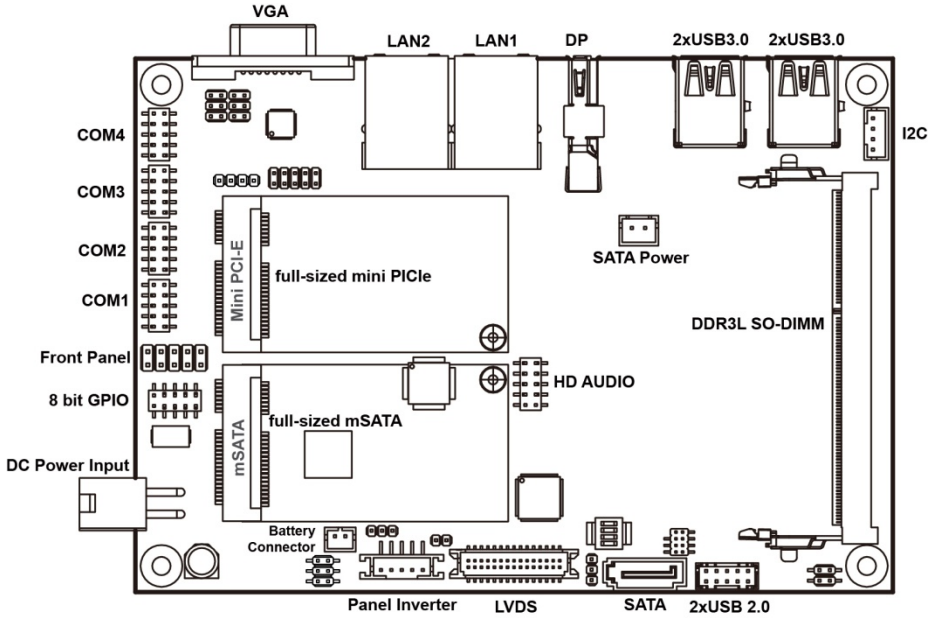 VGA
LAN2
LAN1
DP
2xUSB3.0
2xUSB3.0
COM4
I2C
COM3
COM2
SATA Power
Mini PCI-E
full-sized mini PICIe
COM1
DDR3L SO-DIMM
Front Panel
HD AUDIO
8 bit GPIO
mSATA
full-sized mSATA
DC Power Input
Battery
Connector
Panel Inverter
LVDS
SATA
2xUSB 2.0